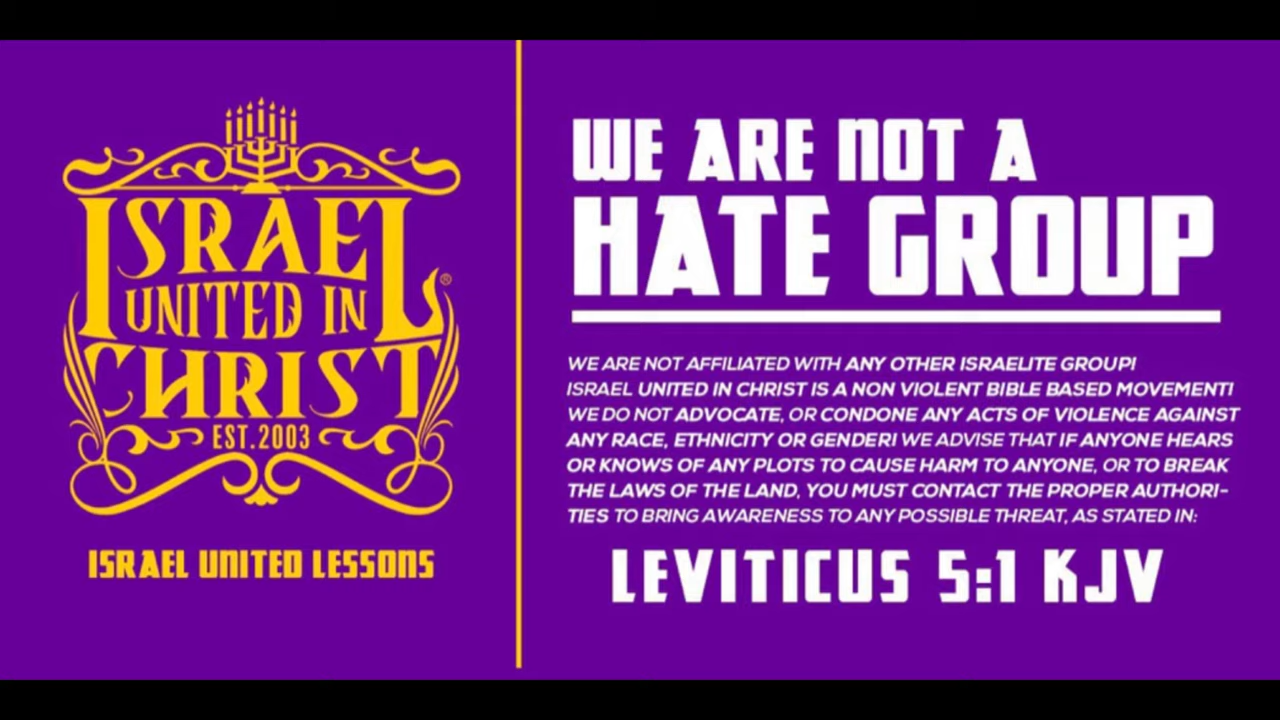 ISRAEL
UNITED IN
CHRIST
®
EST. 2003
ISRAEL UNITED LESSONS
WE ARE NOT A
HATE GROUP
WE ARE NOT AFFILIATED WITH ANY OTHER ISRAELITE GROUP!
ISRAEL UNITED IN CHRIST IS A NON VIOLENT BIBLE BASED MOVEMENT!
WE DO NOT ADVOCATE, OR CONDONE ANY ACTS OF VIOLENCE AGAINST
ANY RACE, ETHNICITY OR GENDER! WE ADVISE THAT IF ANYONE HEARS
OR KNOWS OF ANY PLOTS TO CAUSE HARM TO ANYONE, OR TO BREAK
THE LAWS OF THE LAND, YOU MUST CONTACT THE PROPER AUTHORI-
TIES TO BRING AWARENESS TO ANY POSSIBLE THREAT, AS STATED IN:
LEVITICUS 5:1 KJV